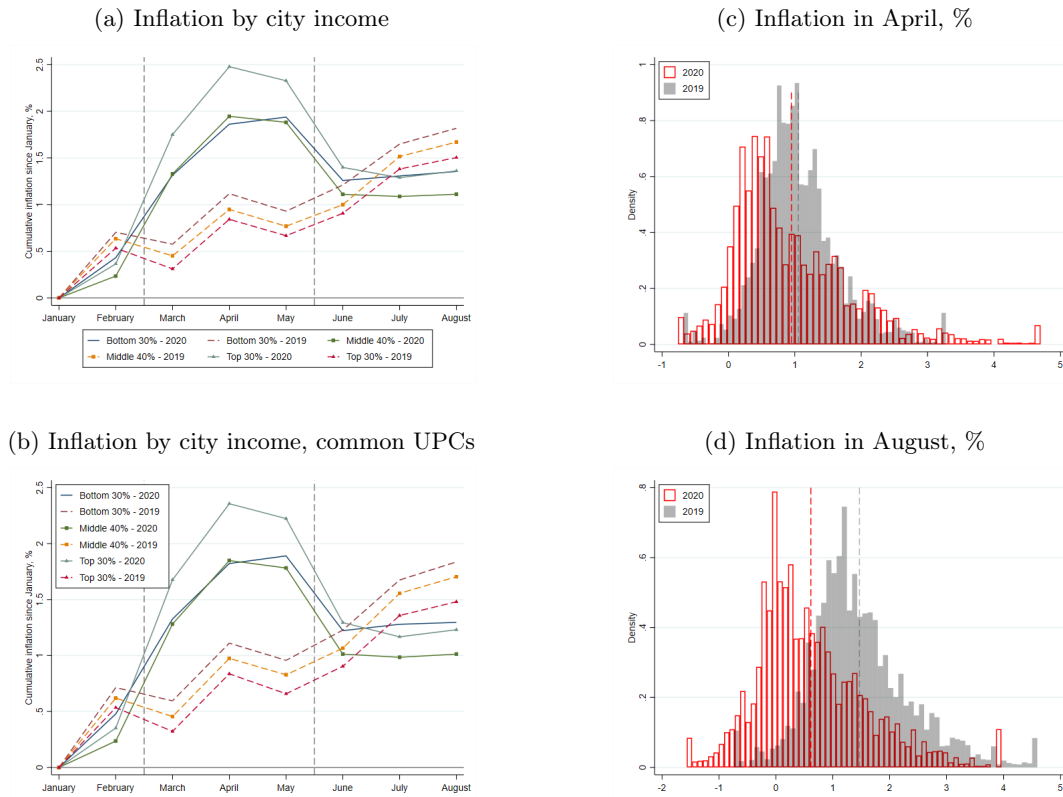 (a) Inflation by city income
Cumulative inflation since January, %
2.5
2
1.5
1
.5
0
January February March April May June July August
Bottom 30% - 2020 Bottom 30% - 2019 Middle 40% - 2020
Middle 40% - 2019 Top 30% - 2020 Top 30% - 2019
(c) Inflation in April, %
2020
2019
Density
1
.8
.6
.4
.2
0
-1 0 1 2 3 4 5
(b) Inflation by city income, common UPCs
Cumulative inflation since January, %
2.5
2
1.5
1
.5
0
Bottom 30% - 2020
Bottom 30% - 2019
Middle 40% - 2020
Middle 40% - 2019
Top 30% - 2020
Top 30% - 2019
January February March April May June July August
(d) Inflation in August, %
2020
2019
Density
.8
.6
.4
.2
0
-2 -1 0 1 2 3 4 5